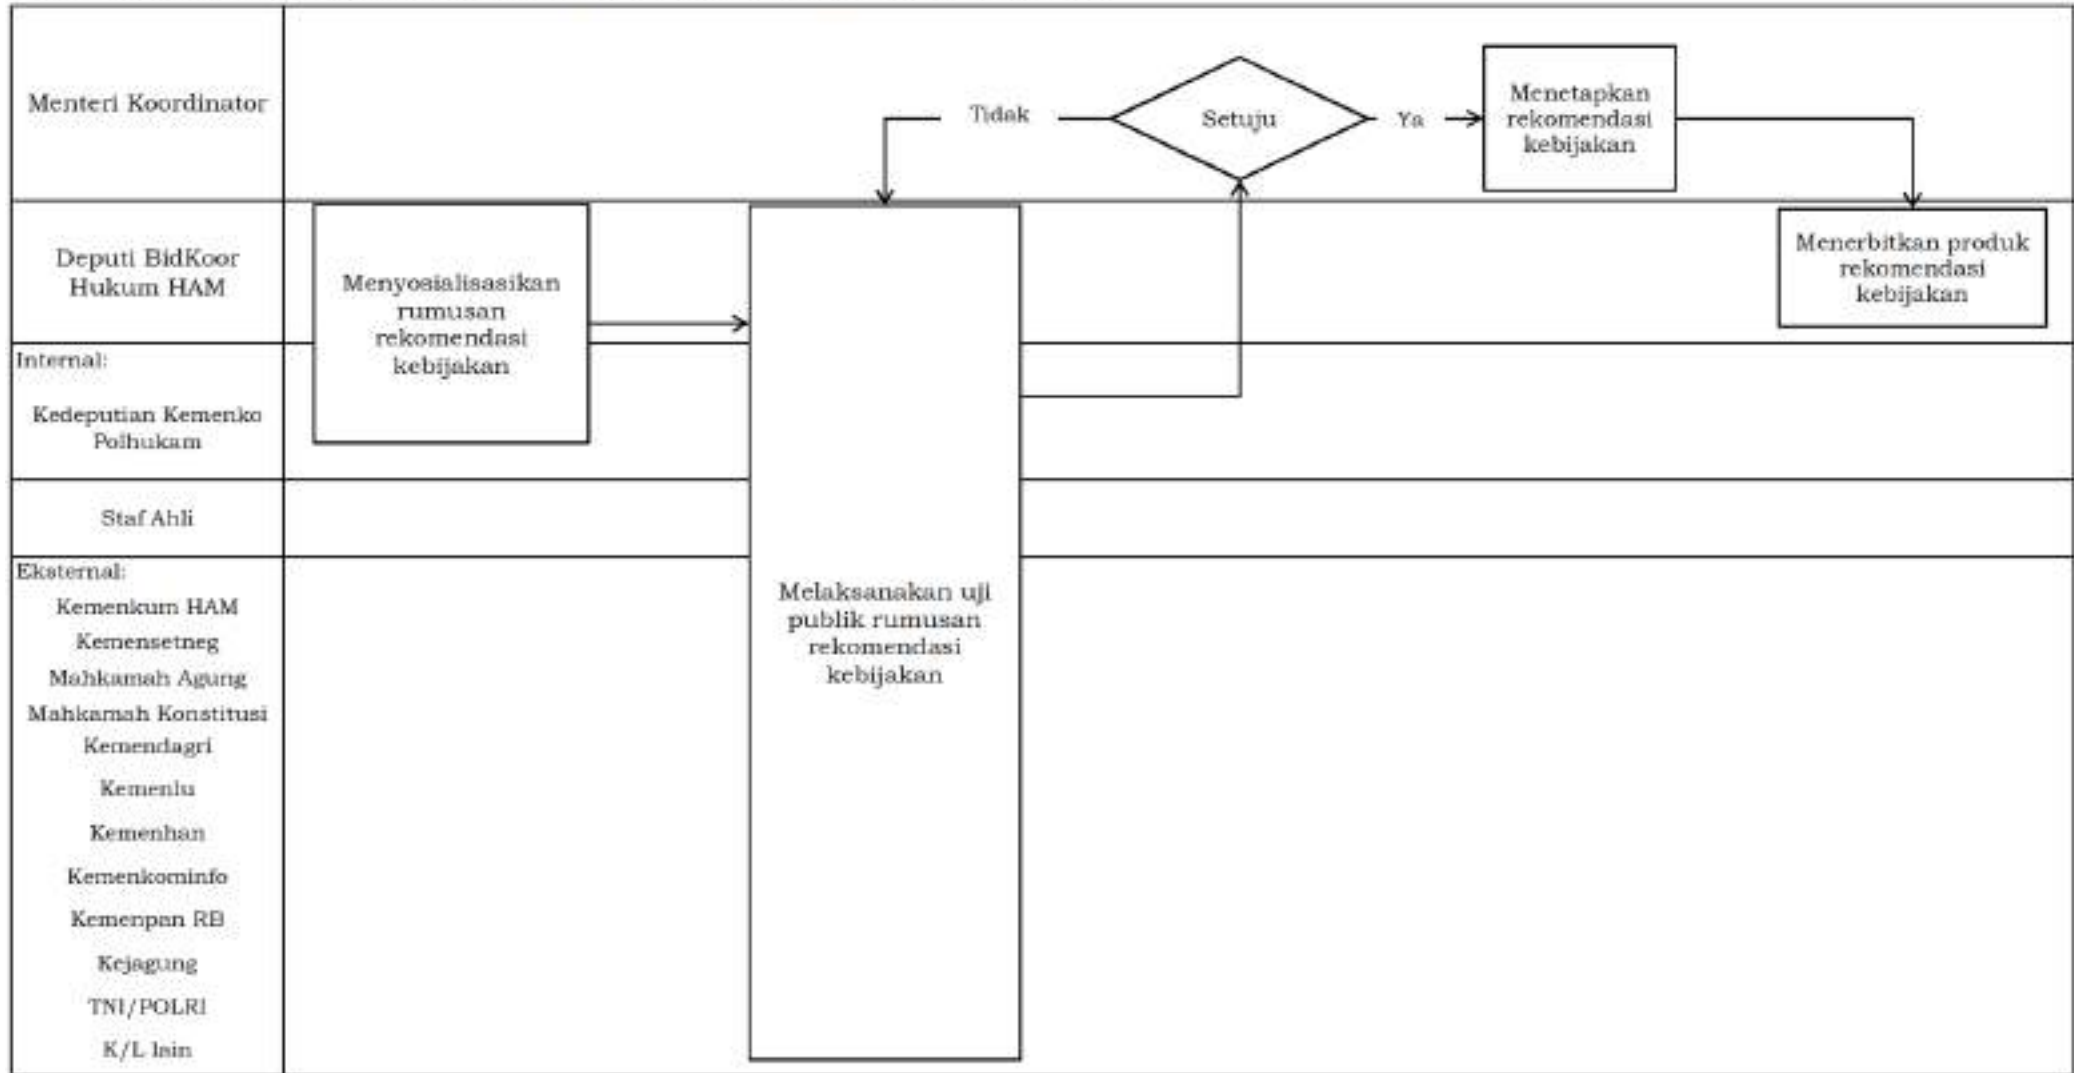 Menteri Koordinator
Tidak
Setuju
Ya
Menetapkan
rekomendasi
kebijakan
Deputi BidKoor
Hukum HAM
Menyosialisasikan
rumusan
rekomendasi
kebijakan
Menerbitkan produk
rekomendasi
kebijakan
Internal:
Kedeputian Kemenko
Polhukam
Staf Ahli
Eksternal:
Kemenkum HAM
Kemensetneg
Mahkamah Agung
Mahkamah Konstitusi
Kemendagri
Kemenlu
Kemenhan
Kemenkominfo
Kemenpan RB
Kejagung
TNI/POLRI
K/L lain
Melaksanakan uji
publik rumusan
rekomendasi
kebijakan